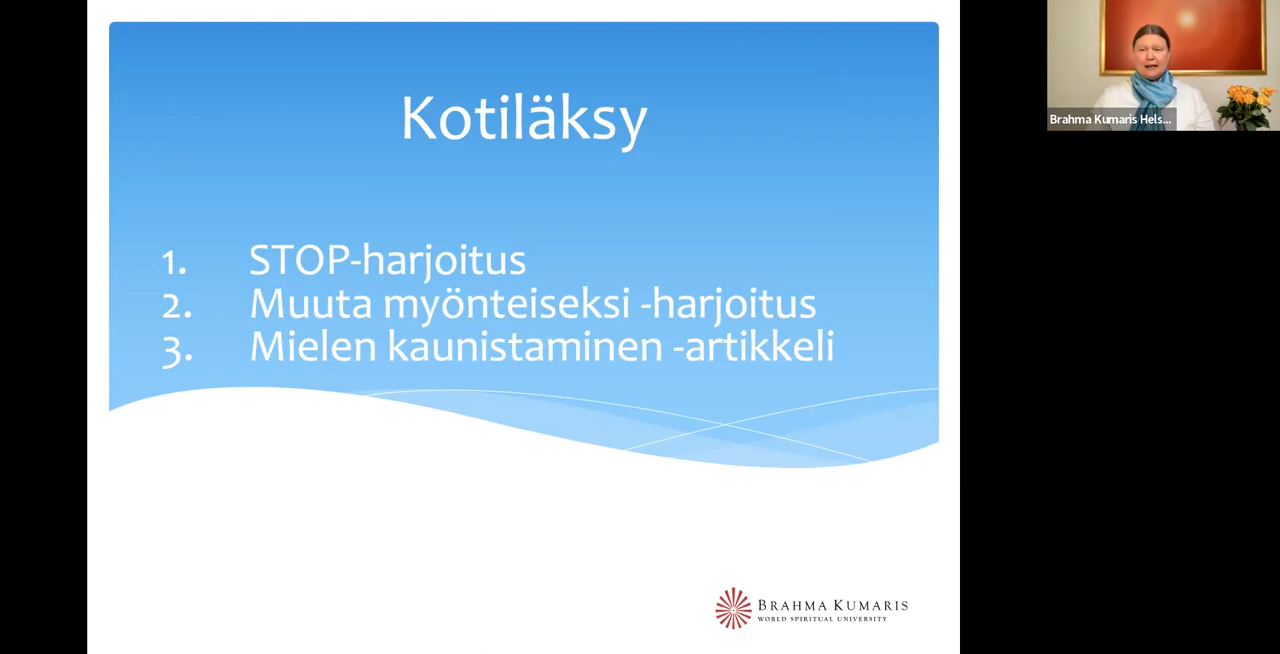 Kotiläksy
1. STOP-harjoitus
2. Muuta myönteiseksi -harjoitus
3. Mielen kaunistaminen -artikkeli
BRAHMA KUMARIS
WORLD SPIRITUAL UNIVERSITY
Brahma Kumaris Hels...